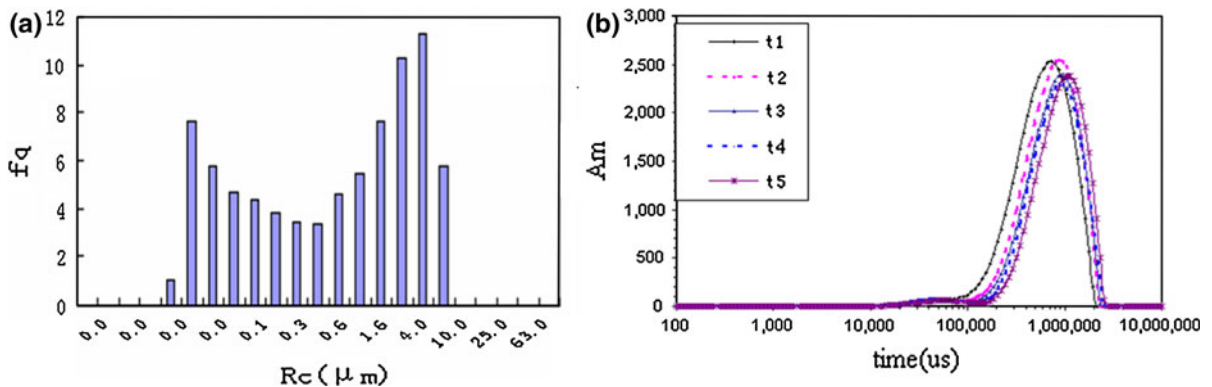 (a)
12
10
8
6
4
2
0
fq
0.0 0.0 0.0 0.0 0.1 0.3 0.6 1.6 4.0 10.0 25.0 63.0
Rc(μm)
(b)
3,000
2,500
2,000
1,500
1,000
500
0
Am
t1
t2
t3
t4
t5
100 1,000 10,000 100,000 1,000,000 10,000,000
time(us)